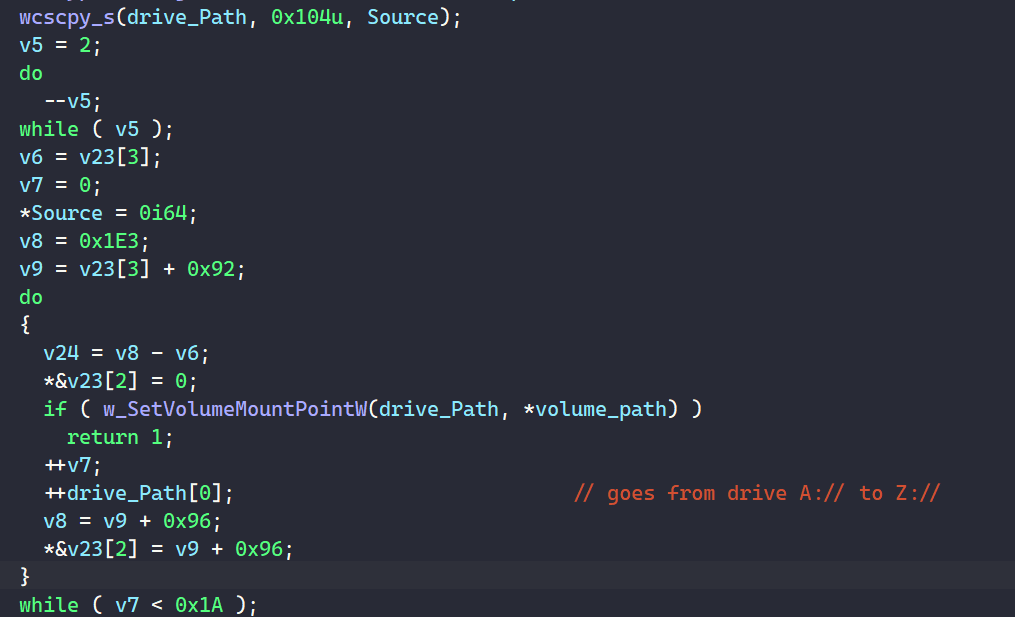 wcscpy_s(drive_Path, 0x104u, Source);
v5 = 2;
do
  --v5;
while ( v5 );
v6 = v23[3];
v7 = 0;
*Source = 0i64;
v8 = 0x1E3;
v9 = v23[3] + 0x92;
do
{
  v24 = v8 - v6;
  *&v23[2] = 0;
  if ( w_SetVolumeMountPointW(drive_Path, *volume_path) )
    return 1;
  ++v7;
  ++drive_Path[0];                            // goes from drive A:// to Z://
  v8 = v9 + 0x96;
  *&v23[2] = v9 + 0x96;
}
while ( v7 < 0x1A );